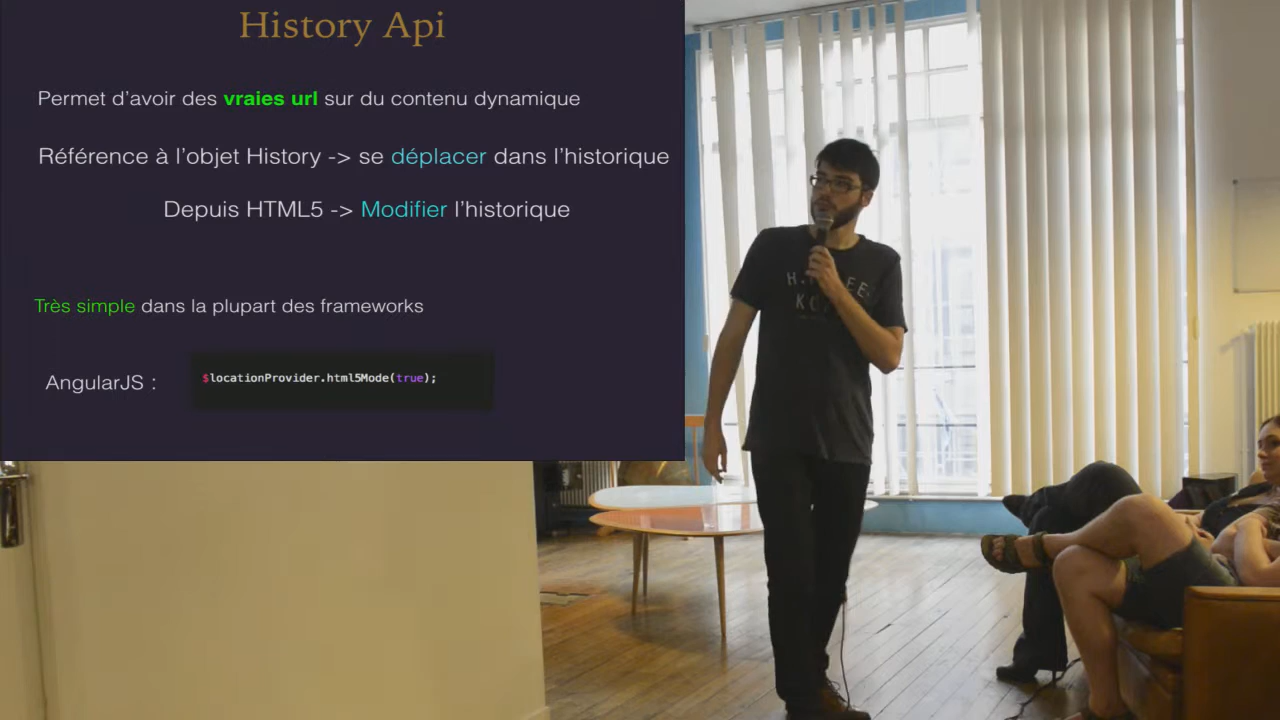 History Api
Permet d’avoir des vraies url sur du contenu dynamique
Référence à l’objet History -> se déplacer dans l’historique
Depuis HTML5 -> Modifier l’historique
Très simple dans la plupart des frameworks
AngularJS :
$locationProvider.html5Mode(true);